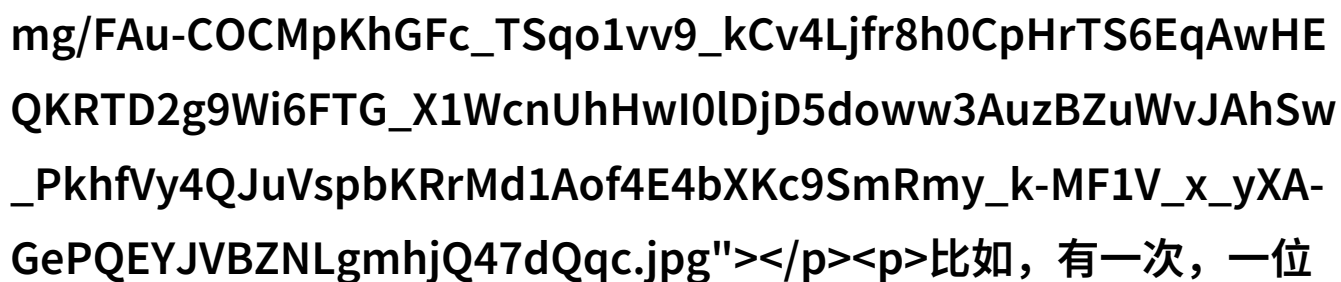 mg/FAu-COCMpKhGFc_TSqo1vv9_kCv4Ljfr8h0CpHrTS6EqAwHE
QKRTD2g9Wi6FTG_X1WcnUhHwI0lDjD5doww3AuzBZuWvJAhSw
_PkhfVy4QJuVspbKRrMd1Aof4E4bXKc9SmRmy_k-MF1V_x_yXA-
GePQEYJVBZNLgmhjQ47dQqc.jpg"></p><p>比如，有一次，一位